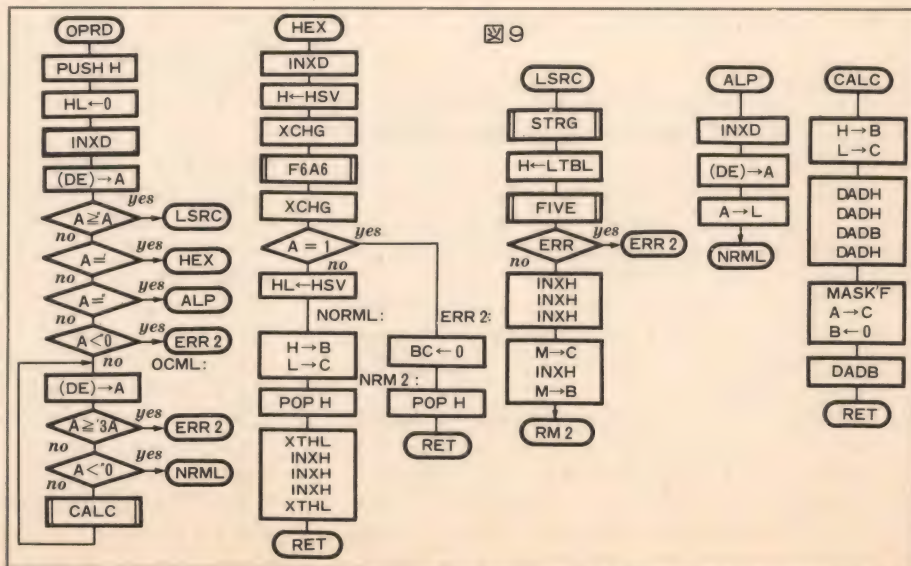 図9
OPRD
PUSH H
HL←0
INXD
(DE)→A
A≧A
yes
LSRC
no
A='
yes
HEX
no
A="
yes
ALP
no
A<'0
yes
ERR 2
no
OCML:
(DE)→A
A≧'3A
yes
ERR 2
no
A<"0
yes
NRML
no
CALC
HEX
INXD
H←HSV
XCHG
F6A6
XCHG
A = 1
yes
no
HL←HSV
NORML:
H→B
L→C
POP H
XTHL
INXH
INXH
INXH
XTHL
RET
ERR 2:
BC ← 0
NRM 2 :
POP H
RET
LSRC
STRG
H←LTBL
FIVE
ERR
yes
ERR 2
no
INXH
INXH
INXH
M→C
INXH
M→B
RM 2
ALP
INXD
(DE)→A
A→L
NRML
CALC
H→B
L→C
DADH
DADH
DADB
DADH
MASK'F
A→C
B←0
DADB
RET